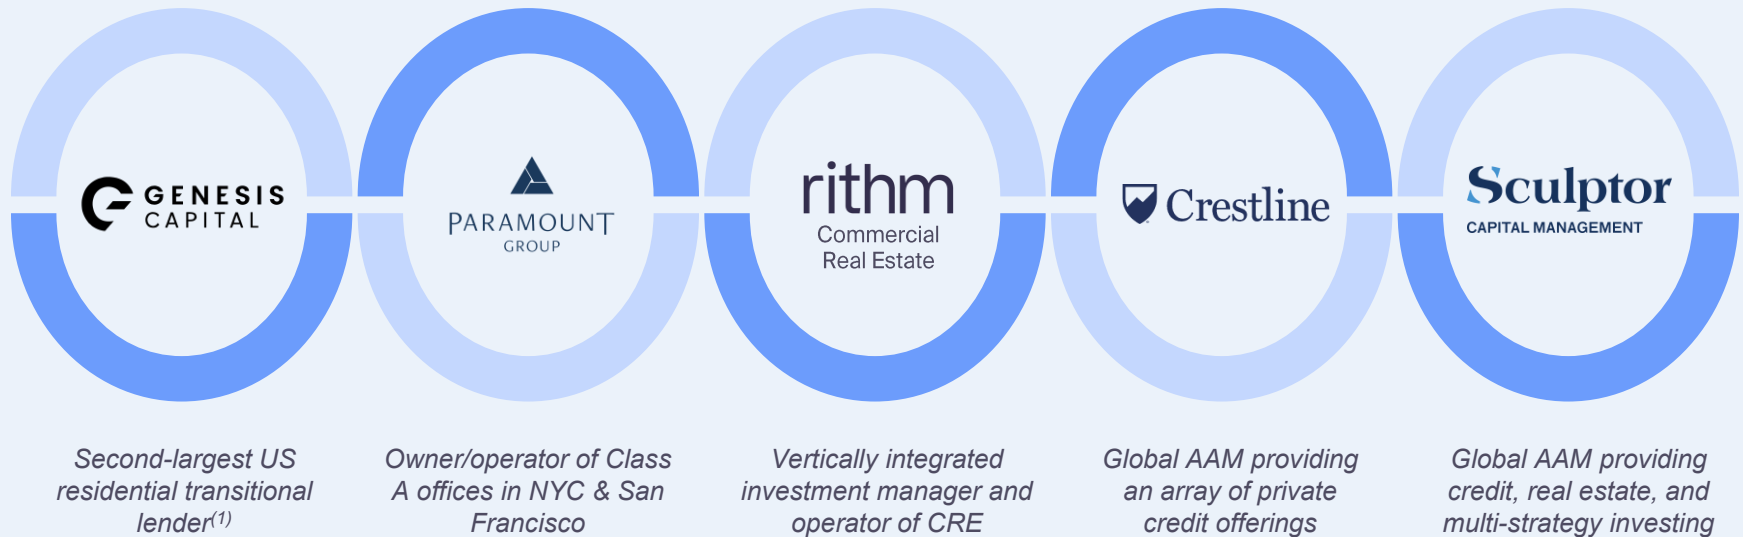 GENESIS
CAPITAL
PARAMOUNT
GROUP
rithm
Commercial
Real Estate
Crestline
Sculptor
CAPITAL MANAGEMENT
Second-largest US
residential transitional
lender(1)
Owner/operator of Class
A offices in NYC & San
Francisco
Vertically integrated
investment manager and
operator of CRE
Global AAM providing
an array of private
credit offerings
Global AAM providing
credit, real estate, and
multi-strategy investing